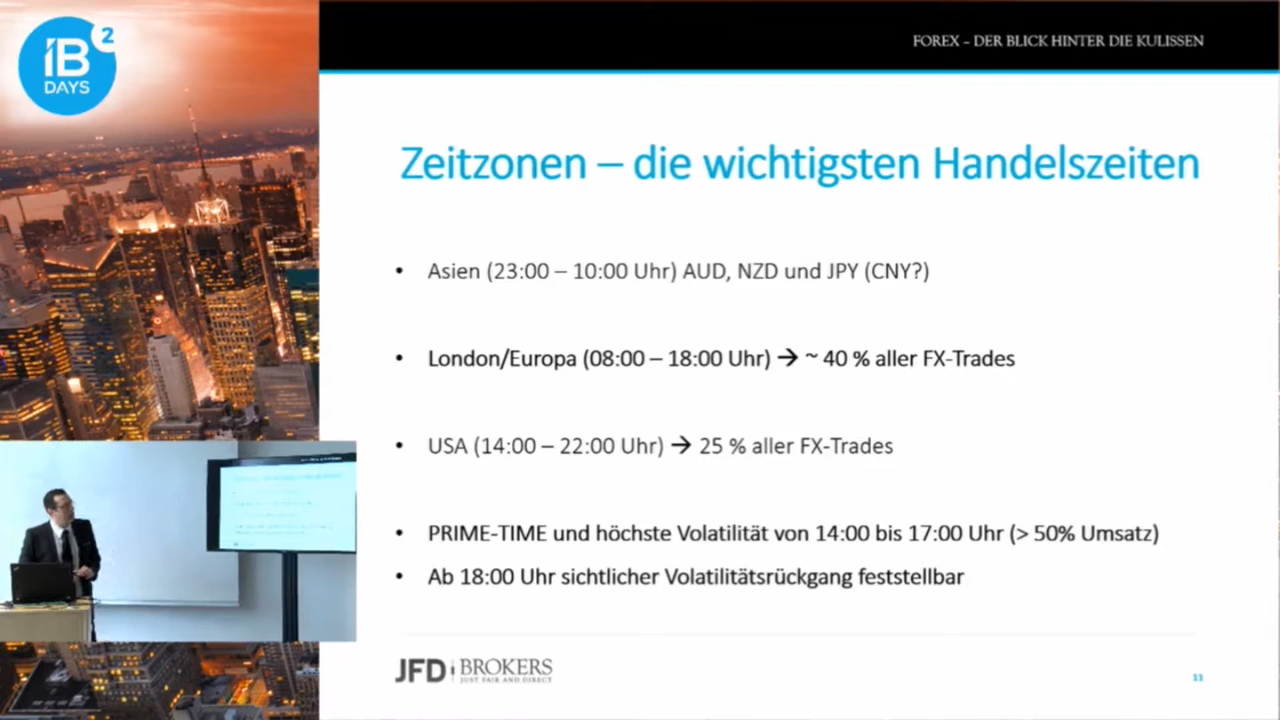 iB 2
DAYS
FOREX – DER BLICK HINTER DIE KULISSEN
Zeitzonen – die wichtigsten Handelszeiten
• Asien (23:00 – 10:00 Uhr) AUD, NZD und JPY (CNY?)
• London/Europa (08:00 – 18:00 Uhr) → ~ 40 % aller FX-Trades
• USA (14:00 – 22:00 Uhr) → 25 % aller FX-Trades
• PRIME-TIME und höchste Volatilität von 14:00 bis 17:00 Uhr (> 50% Umsatz)
• Ab 18:00 Uhr sichtlicher Volatilitätsrückgang feststellbar
JFD BROKERS
JUST FAIR AND DIRECT
11